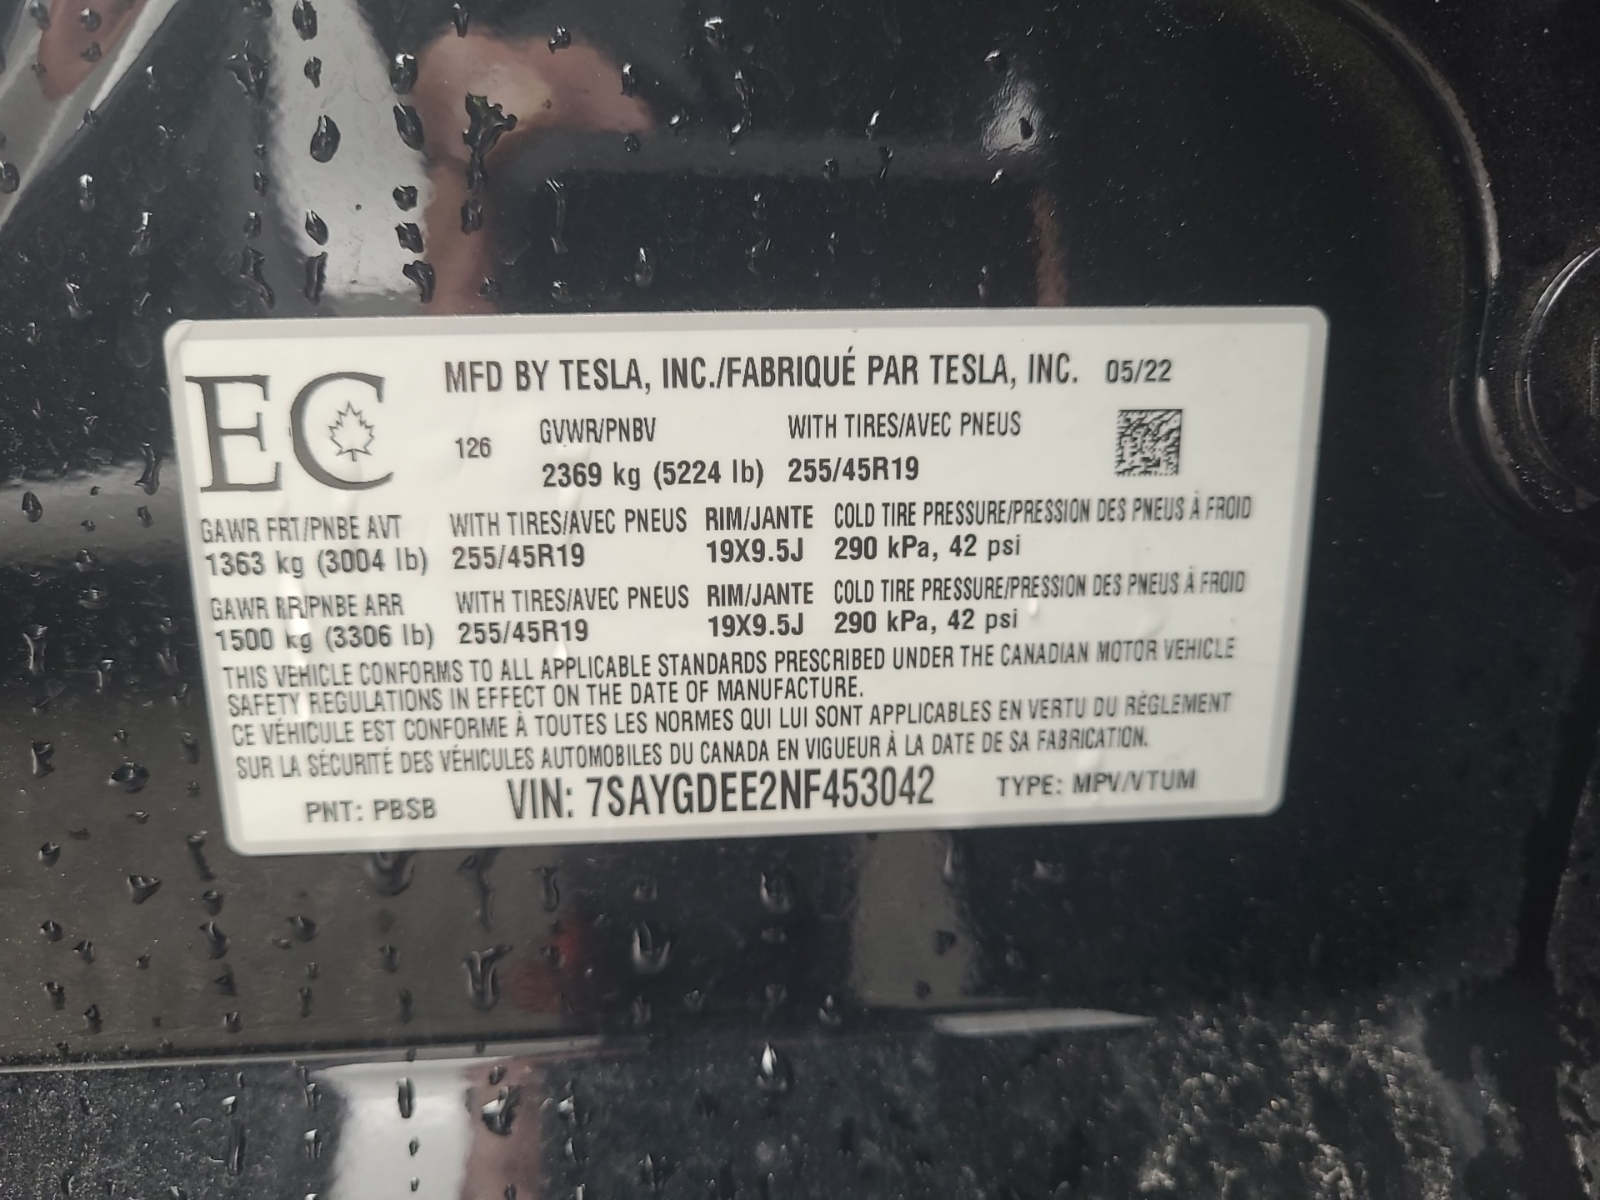 EC
MFD BY TESLA, INC./FABRIQUÉ PAR TESLA, INC. 05/22
126 GVWR/PNBV WITH TIRES/AVEC PNEUS
2369 kg (5224 lb) 255/45R19
GAWR FRT/PNBE AVT WITH TIRES/AVEC PNEUS RIM/JANTE COLD TIRE PRESSURE/PRESSION DES PNEUS À FROID
1363 kg (3004 lb) 255/45R19 19X9.5J 290 kPa, 42 psi
GAWR RR/PNBE ARR WITH TIRES/AVEC PNEUS RIM/JANTE COLD TIRE PRESSURE/PRESSION DES PNEUS À FROID
1500 kg (3306 lb) 255/45R19 19X9.5J 290 kPa, 42 psi
THIS VEHICLE CONFORMS TO ALL APPLICABLE STANDARDS PRESCRIBED UNDER THE CANADIAN MOTOR VEHICLE
SAFETY REGULATIONS IN EFFECT ON THE DATE OF MANUFACTURE.
CE VÉHICULE EST CONFORME À TOUTES LES NORMES QUI LUI SONT APPLICABLES EN VERTU DU RÈGLEMENT
SUR LA SÉCURITÉ DES VÉHICULES AUTOMOBILES DU CANADA EN VIGUEUR À LA DATE DE SA FABRICATION.
PNT: PBSB VIN: 7SAYGDEE2NF453042 TYPE: MPV/VTUM